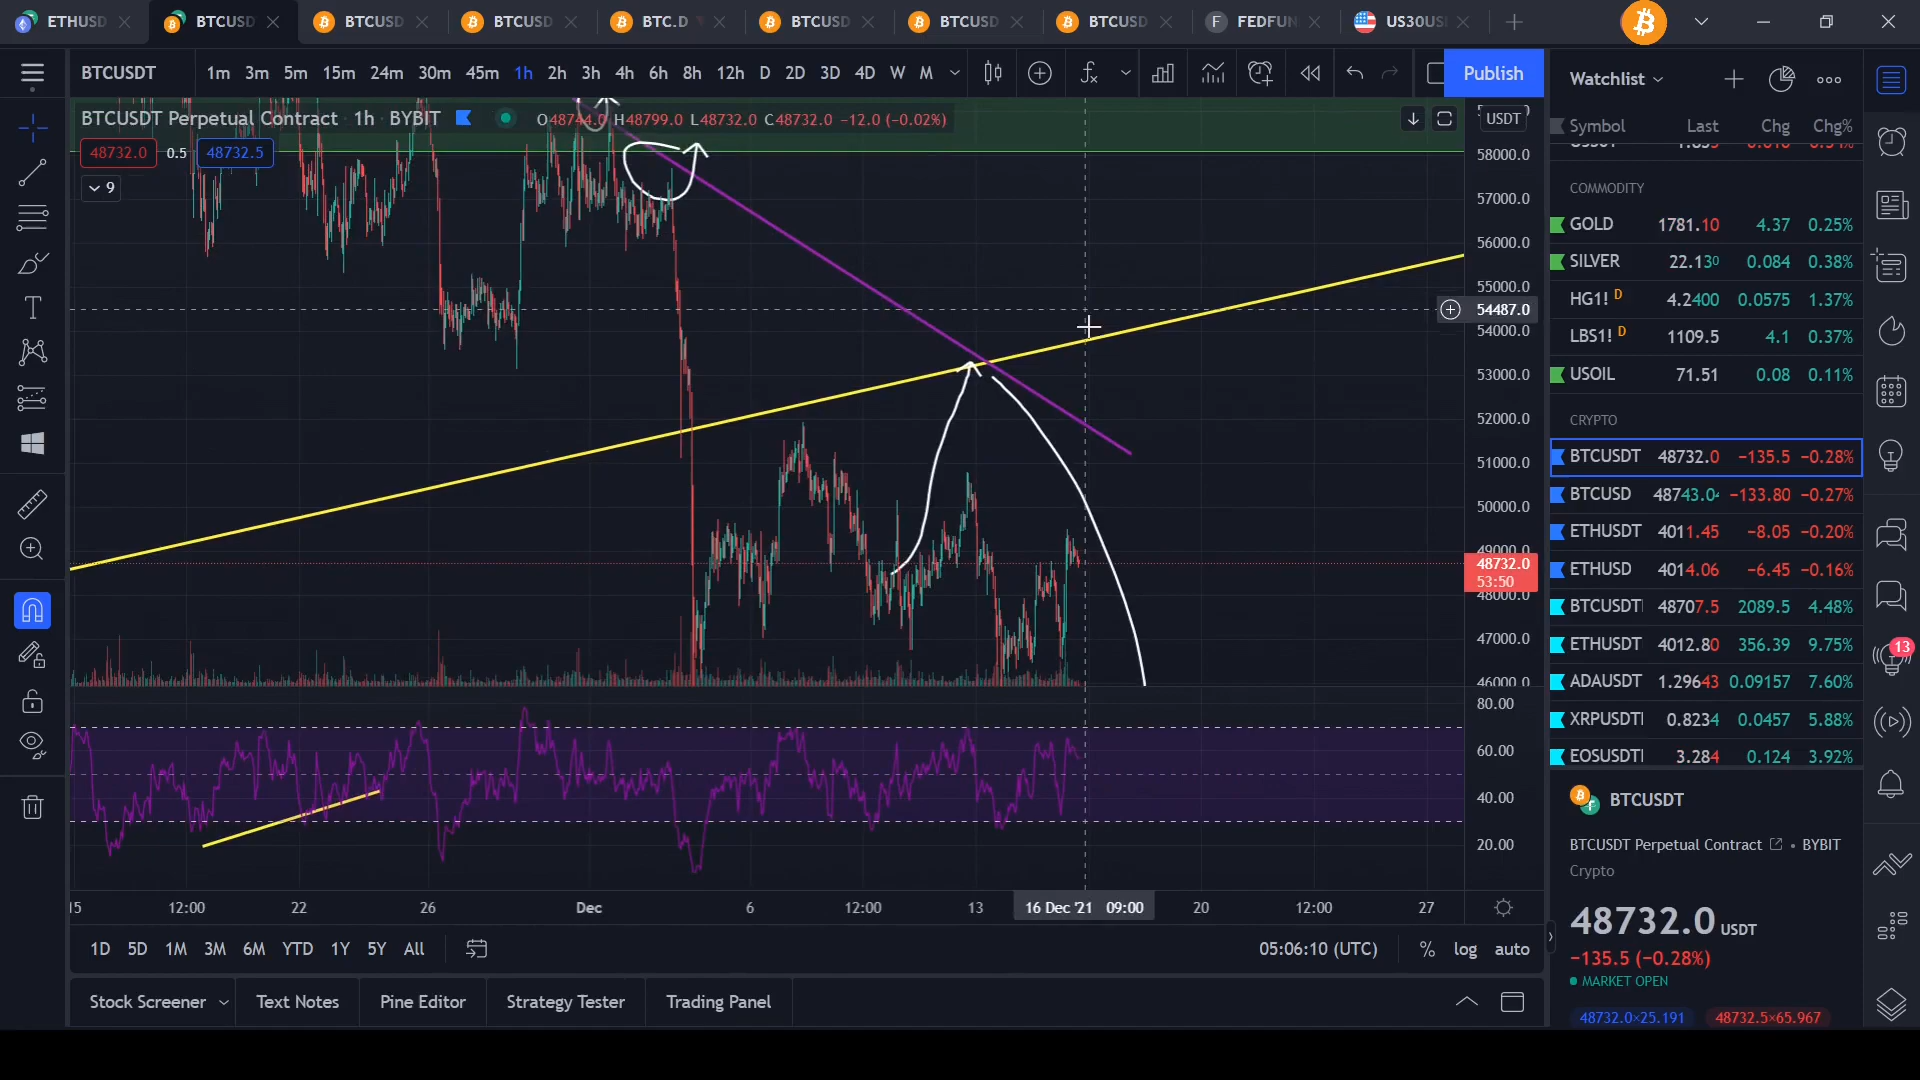 ETHUSD BTCUSD BTCUSD BTCUSD BTC.D BTCUSD BTCUSD BTCUSD FEDFUN US30US
BTCUSDT 1m 3m 5m 15m 24m 30m 45m 1h 2h 3h 4h 6h 8h 12h D 2D 3D 4D W M Publish
BTCUSDT Perpetual Contract · 1h · BYBIT O48744.0 H48799.0 L48732.0 C48732.0 −12.0 (−0.02%)
48732.0 0.5 48732.5
9
USDT
58000.0
57000.0
56000.0
55000.0
54487.0
54000.0
53000.0
52000.0
51000.0
50000.0
49000.0
48732.0
53:50
48000.0
47000.0
46000.0
80.00
60.00
40.00
20.00
15 12:00 22 26 Dec 6 12:00 13 16 Dec '21 09:00 20 12:00 27
1D 5D 1M 3M 6M YTD 1Y 5Y All 05:06:10 (UTC) % log auto
Stock Screener Text Notes Pine Editor Strategy Tester Trading Panel
Watchlist
Symbol Last Chg Chg%
COMMODITY
GOLD 1781.10 4.37 0.25%
SILVER 22.130 0.084 0.38%
HG1! D 4.2400 0.0575 1.37%
LBS1! D 1109.5 4.1 0.37%
USOIL 71.51 0.08 0.11%
CRYPTO
BTCUSDT 48732.0 −135.5 −0.28%
BTCUSD 48743.04 −133.80 −0.27%
ETHUSDT 4011.45 −8.05 −0.20%
ETHUSD 4014.06 −6.45 −0.16%
BTCUSDT 48707.5 2089.5 4.48%
ETHUSDT 4012.80 356.39 9.75%
ADAUSDT 1.29643 0.09157 7.60%
XRPUSDT 0.8234 0.0457 5.88%
EOSUSDT 3.284 0.124 3.92%
13
BTCUSDT
BTCUSDT Perpetual Contract • BYBIT
Crypto
48732.0 USDT
−135.5 (−0.28%)
MARKET OPEN
48732.0×25.191 48732.5×65.967